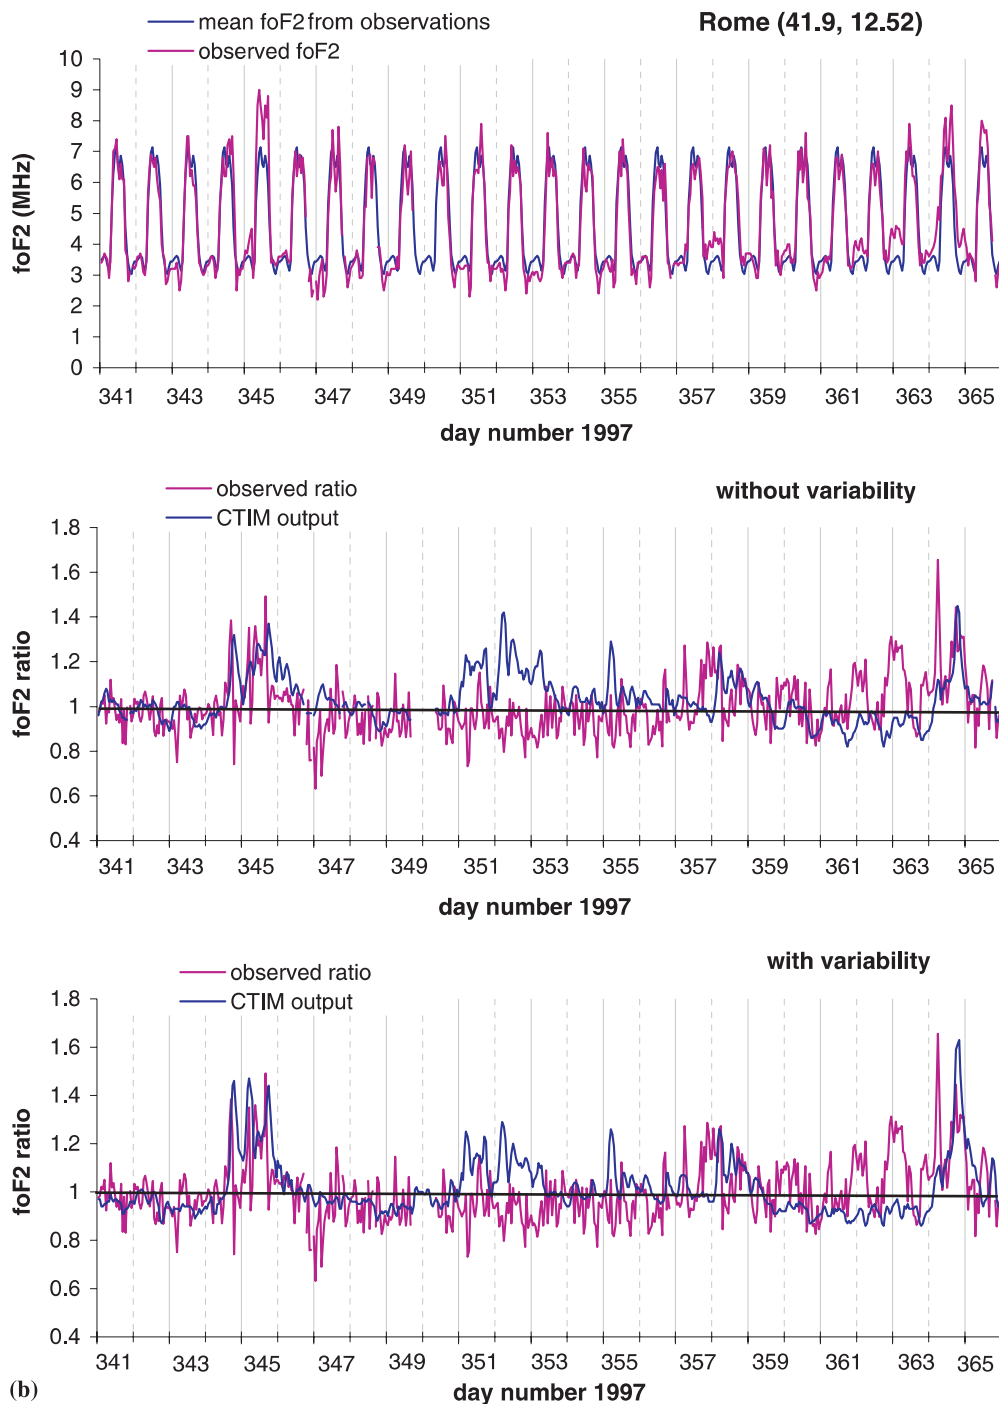 mean foF2 from observations
observed foF2
Rome (41.9, 12.52)
10
9
8
7
6
5
4
3
2
1
0
foF2 (MHz)
341 343 345 347 349 351 353 355 357 359 361 363 365
day number 1997
observed ratio
CTIM output
without variability
1.8
1.6
1.4
1.2
1
0.8
0.6
0.4
foF2 ratio
341 343 345 347 349 351 353 355 357 359 361 363 365
day number 1997
observed ratio
CTIM output
with variability
1.8
1.6
1.4
1.2
1
0.8
0.6
0.4
foF2 ratio
341 343 345 347 349 351 353 355 357 359 361 363 365
day number 1997
(b)